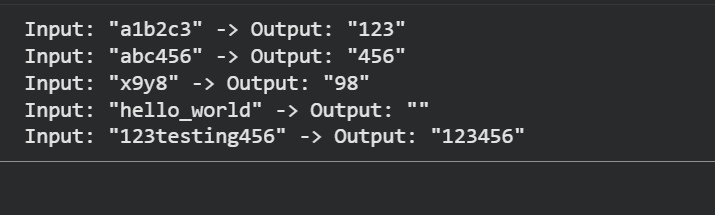 Input: "a1b2c3" -> Output: "123"
Input: "abc456" -> Output: "456"
Input: "x9y8" -> Output: "98"
Input: "hello_world" -> Output: ""
Input: "123testing456" -> Output: "123456"